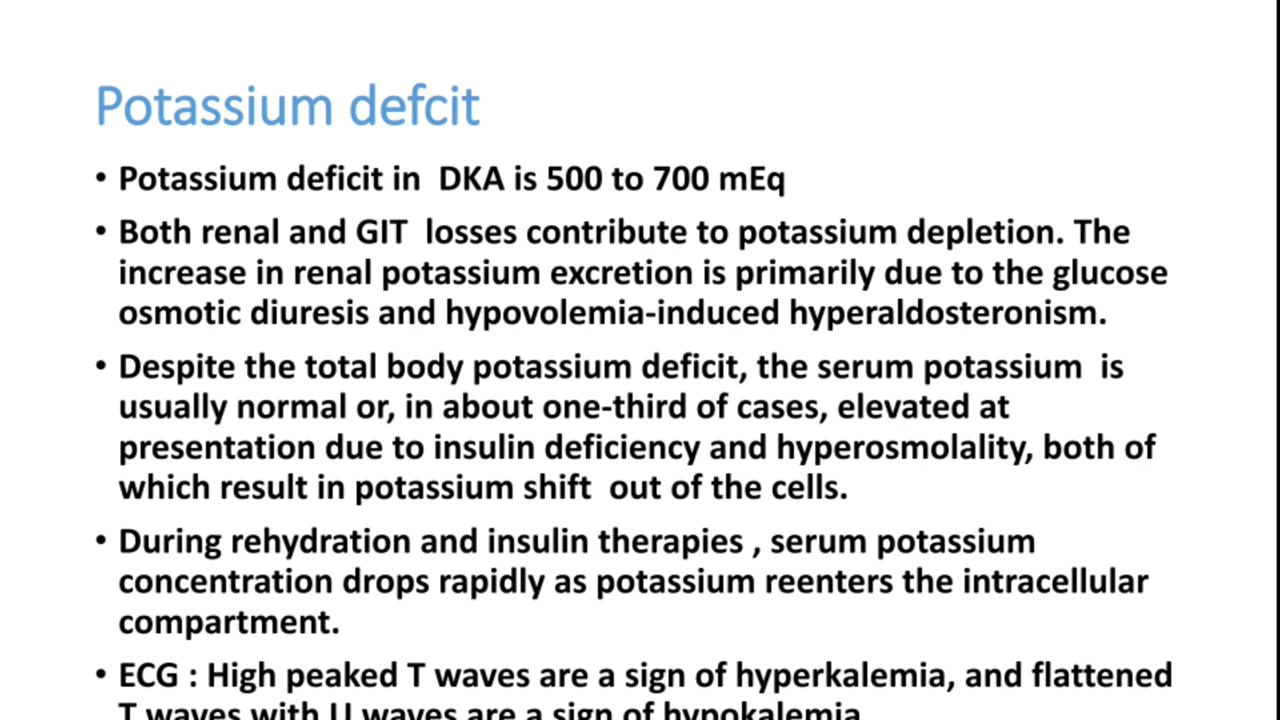 Potassium defcit
• Potassium deficit in DKA is 500 to 700 mEq
• Both renal and GIT losses contribute to potassium depletion. The
increase in renal potassium excretion is primarily due to the glucose
osmotic diuresis and hypovolemia-induced hyperaldosteronism.
• Despite the total body potassium deficit, the serum potassium is
usually normal or, in about one-third of cases, elevated at
presentation due to insulin deficiency and hyperosmolality, both of
which result in potassium shift out of the cells.
• During rehydration and insulin therapies , serum potassium
concentration drops rapidly as potassium reenters the intracellular
compartment.
• ECG : High peaked T waves are a sign of hyperkalemia, and flattened
T waves with U waves are a sign of hypokalemia